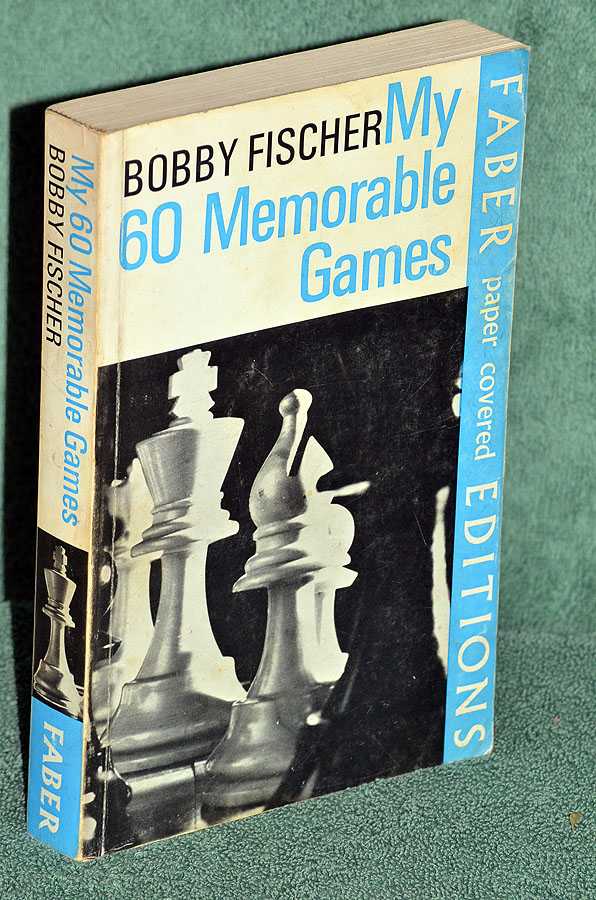 BOBBY FISCHER My
60 Memorable
Games
FABER paper covered EDITIONS
My 60 Memorable Games
BOBBY FISCHER
FABER